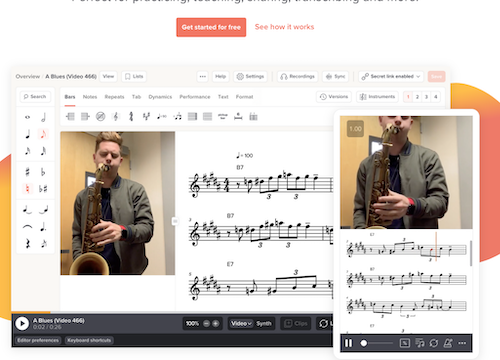 Perfect for practicing, teaching, sharing, transcribing and more.
Get started for free See how it works
Overview A Blues (Video 466) View Lists ... Help Settings Recordings Sync Secret link enabled Save
Search Bars Notes Repeats Tab Dynamics Performance Text Format Versions Instruments 1 2 3 4
1.00
= 100
B7
3 3
B7
3 3
E7
3 3
A Blues (Video 466)
0:02 / 0:26
100% Video Synth Clips
Editor preferences Keyboard shortcuts